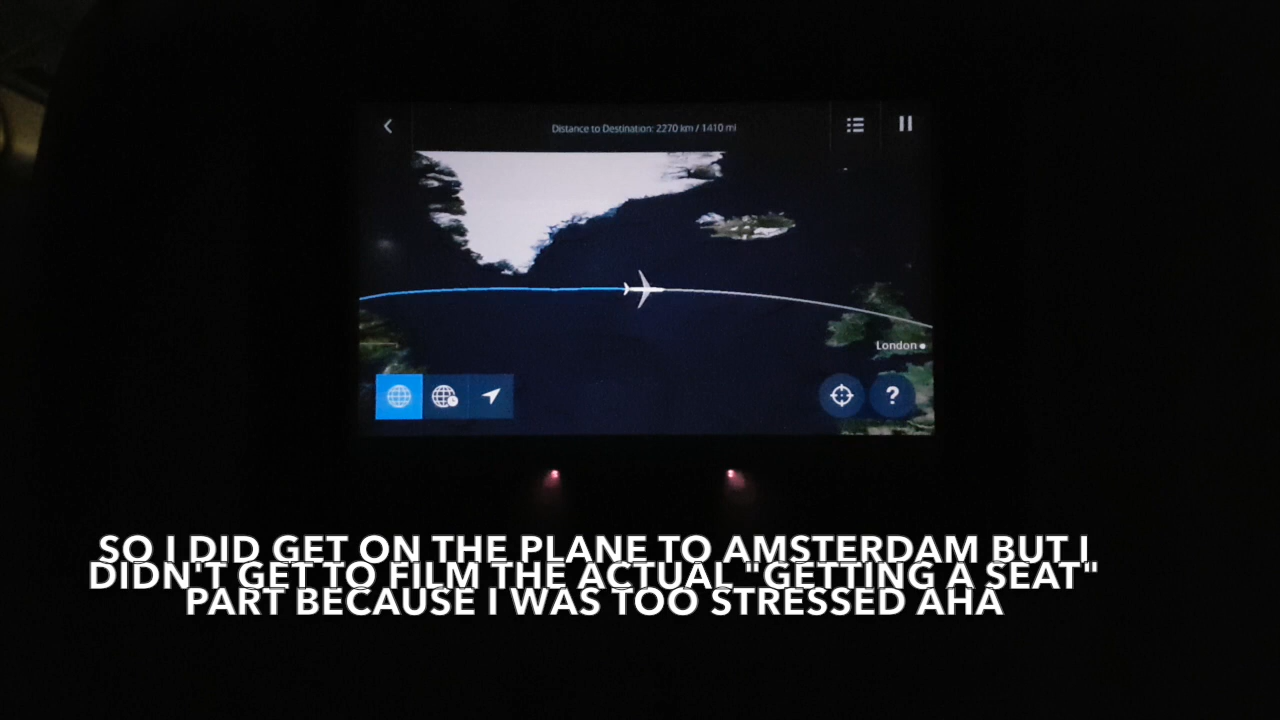 Distance to Destination: 2270 km / 1410 mi
London
?
SO I DID GET ON THE PLANE TO AMSTERDAM BUT I
DIDN'T GET TO FILM THE ACTUAL "GETTING A SEAT"
PART BECAUSE I WAS TOO STRESSED AHA